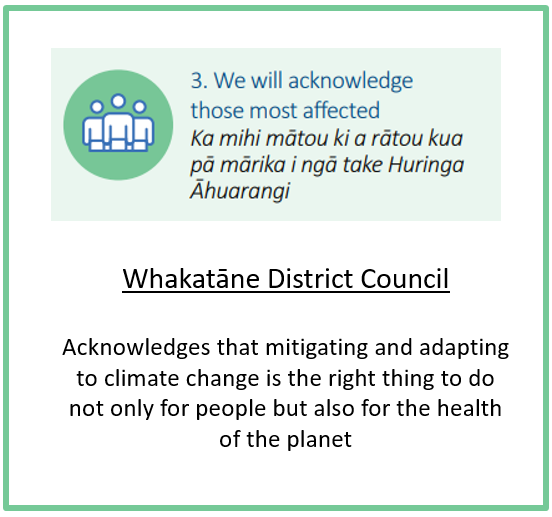 3. We will acknowledge
those most affected
Ka mihi mātou ki a rātou kua
pā mārika i ngā take Huringa
Āhuarangi
Whakatāne District Council
Acknowledges that mitigating and adapting
to climate change is the right thing to do
not only for people but also for the health
of the planet